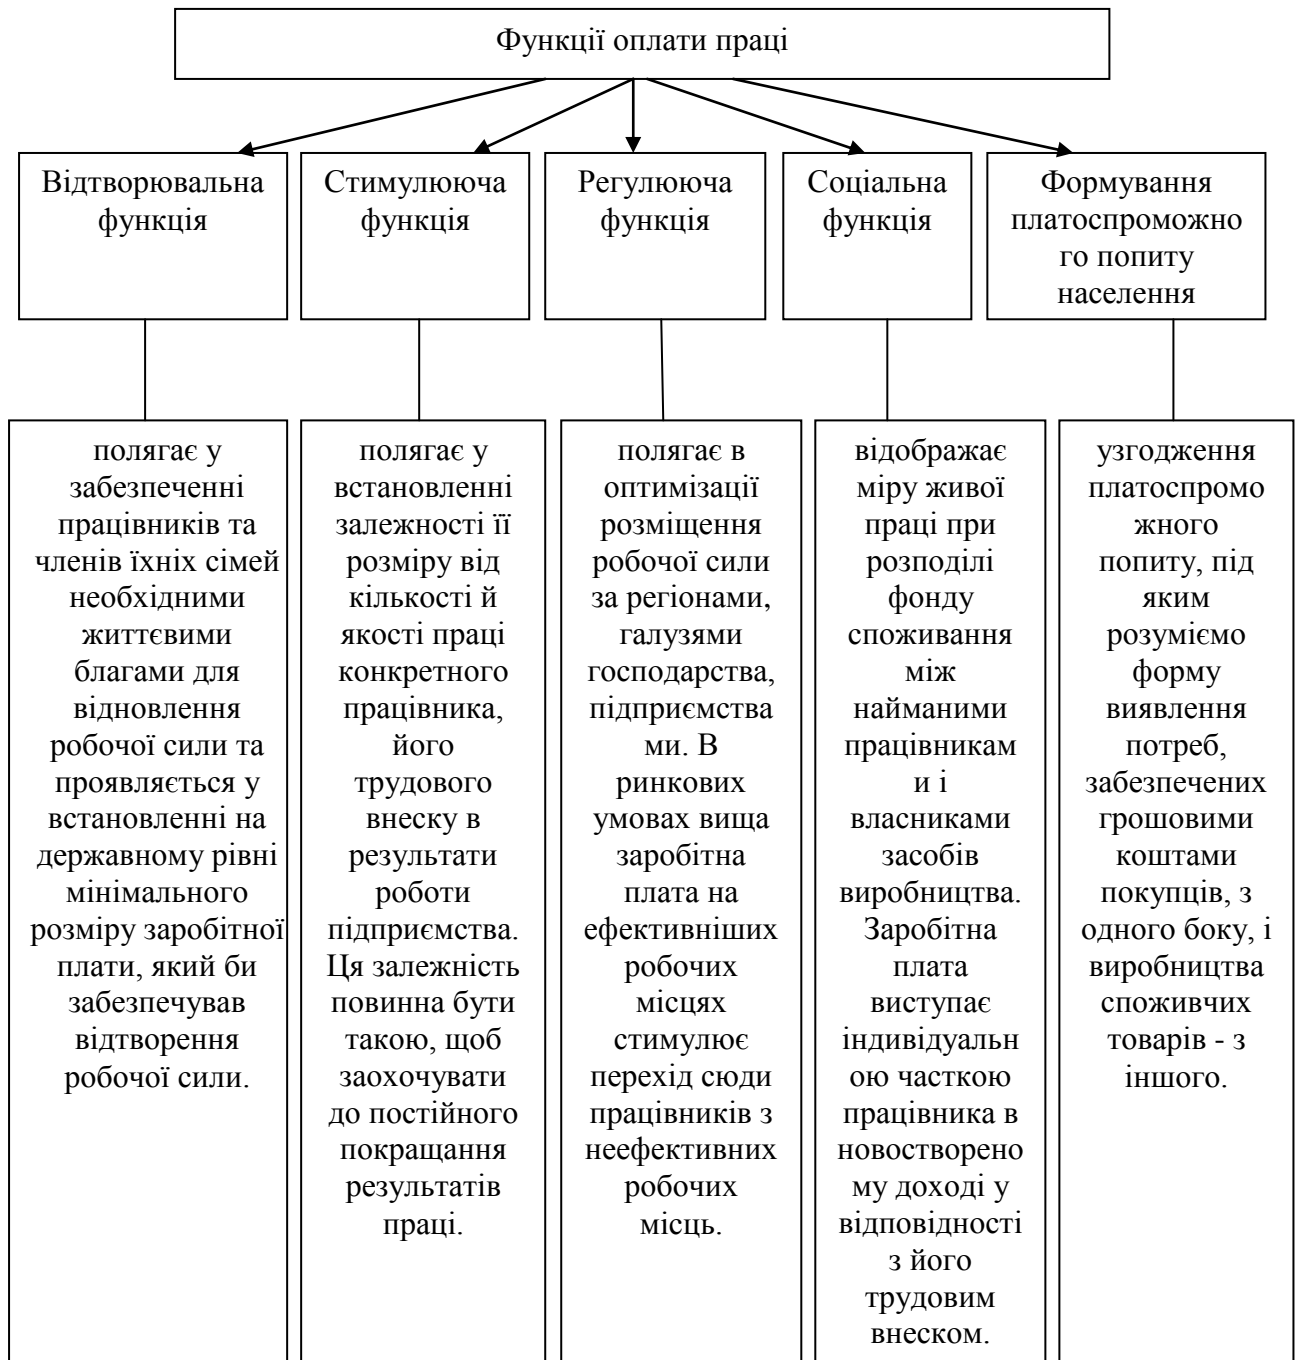 Функції оплати праці
Відтворювальна
функція
Стимулююча
функція
Регулююча
функція
Соціальна
функція
Формування
платоспроможно
го попиту
населення
полягає у
забезпеченні
працівників та
членів їхніх сімей
необхідними
життєвими
благами для
відновлення
робочої сили та
проявляється у
встановленні на
державному рівні
мінімального
розміру заробітної
плати, який би
забезпечував
відтворення
робочої сили.
полягає у
встановленні
залежності її
розміру від
кількості й
якості праці
конкретного
працівника,
його
трудового
внеску в
результати
роботи
підприємства.
Ця залежність
повинна бути
такою, щоб
заохочувати
до постійного
покращання
результатів
праці.
полягає в
оптимізації
розміщення
робочої сили
за регіонами,
галузями
господарства,
підприємства
ми. В
ринкових
умовах вища
заробітна
плата на
ефективніших
робочих
місцях
стимулює
перехід сюди
працівників з
неефективних
робочих
місць.
відображає
міру живої
праці при
розподілі
фонду
споживання
між
найманими
працівникам
и і
власниками
засобів
виробництва.
Заробітна
плата
виступає
індивідуальн
ою часткою
працівника в
новоствореном
му доході у
відповідності
з його
трудовим
внеском.
узгодження
платоспромо
жного
попиту, під
яким
розуміємо
форму
виявлення
потреб,
забезпечених
грошовими
коштами
покупців, з
одного боку, і
виробництва
споживчих
товарів - з
іншого.